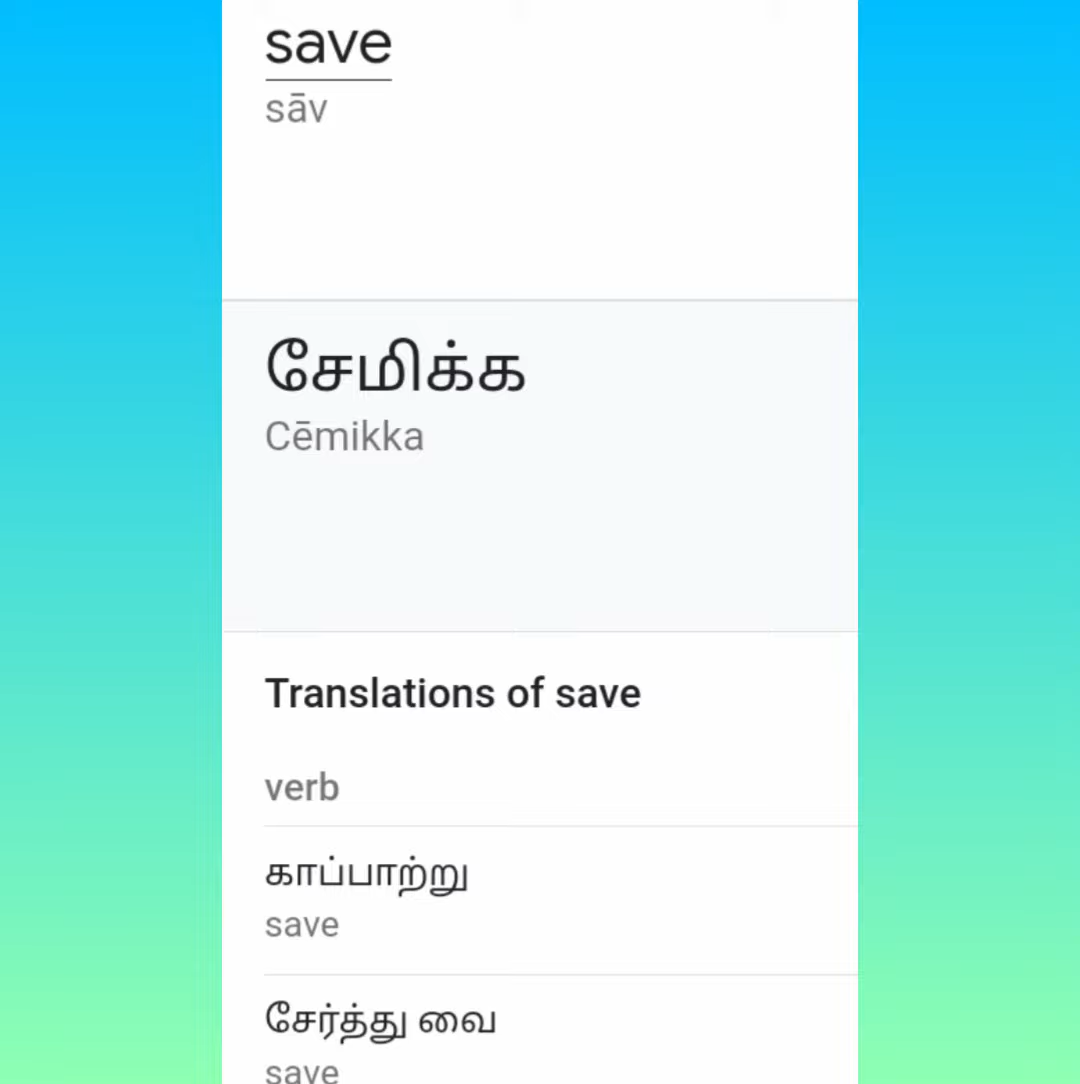 save
sāv
சேமிக்க
Cēmikka
Translations of save
verb
காப்பாற்று
save
சேர்த்து வை
save